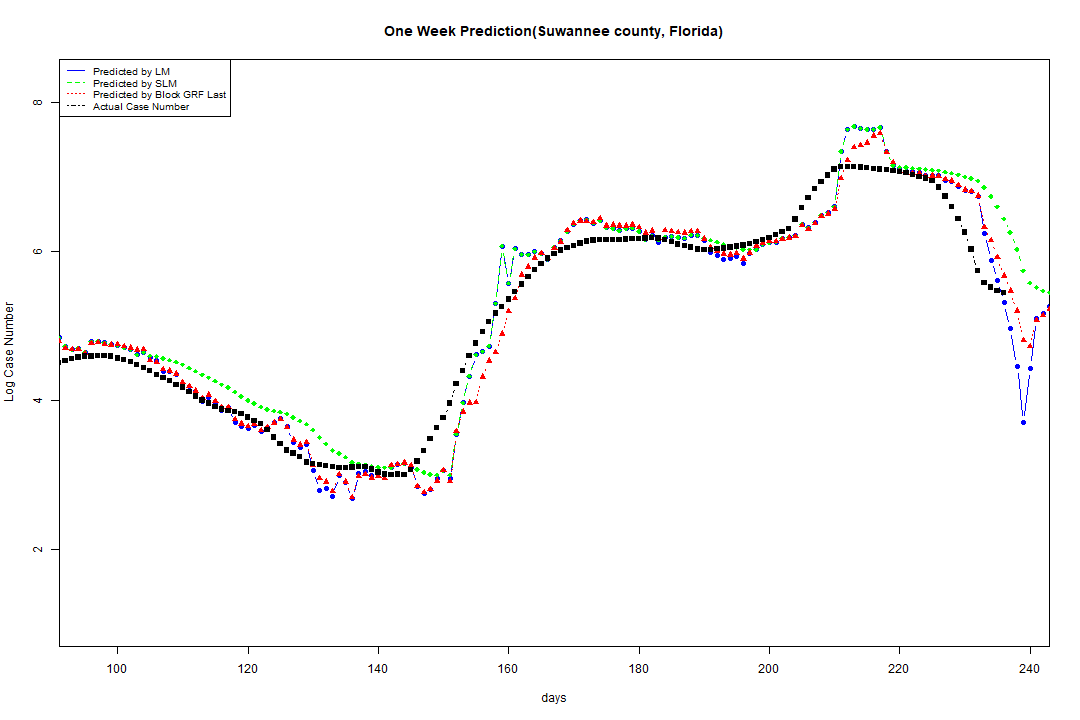 One Week Prediction(Suwannee county, Florida)
Predicted by LM
Predicted by SLM
Predicted by Block GRF Last
Actual Case Number
8
6
4
2
Log Case Number
100 120 140 160 180 200 220 240
days